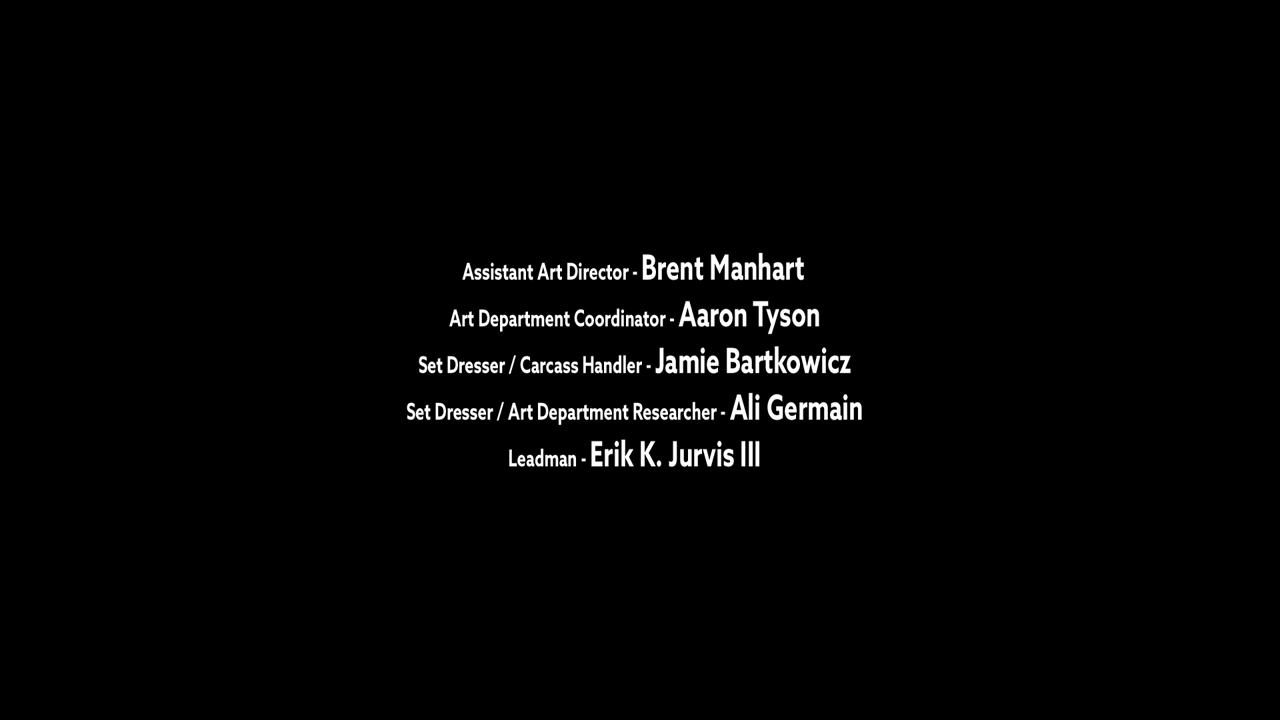 Assistant Art Director - Brent Manhart
Art Department Coordinator - Aaron Tyson
Set Dresser / Carcass Handler - Jamie Bartkowicz
Set Dresser / Art Department Researcher - Ali Germain
Leadman - Erik K. Jurvis III